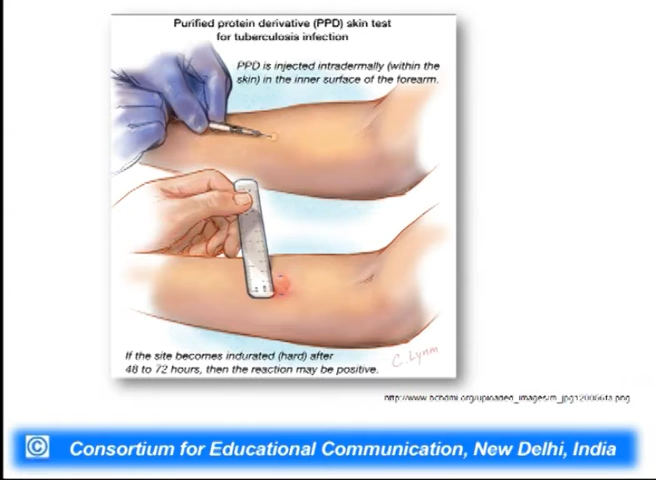 Purified protein derivative (PPD) skin test
for tuberculosis infection
PPD is injected intradermally (within the
skin) in the inner surface of the forearm.
If the site becomes indurated (hard) after
48 to 72 hours, then the reaction may be positive.
C. Lynm
© Consortium for Educational Communication, New Delhi, India